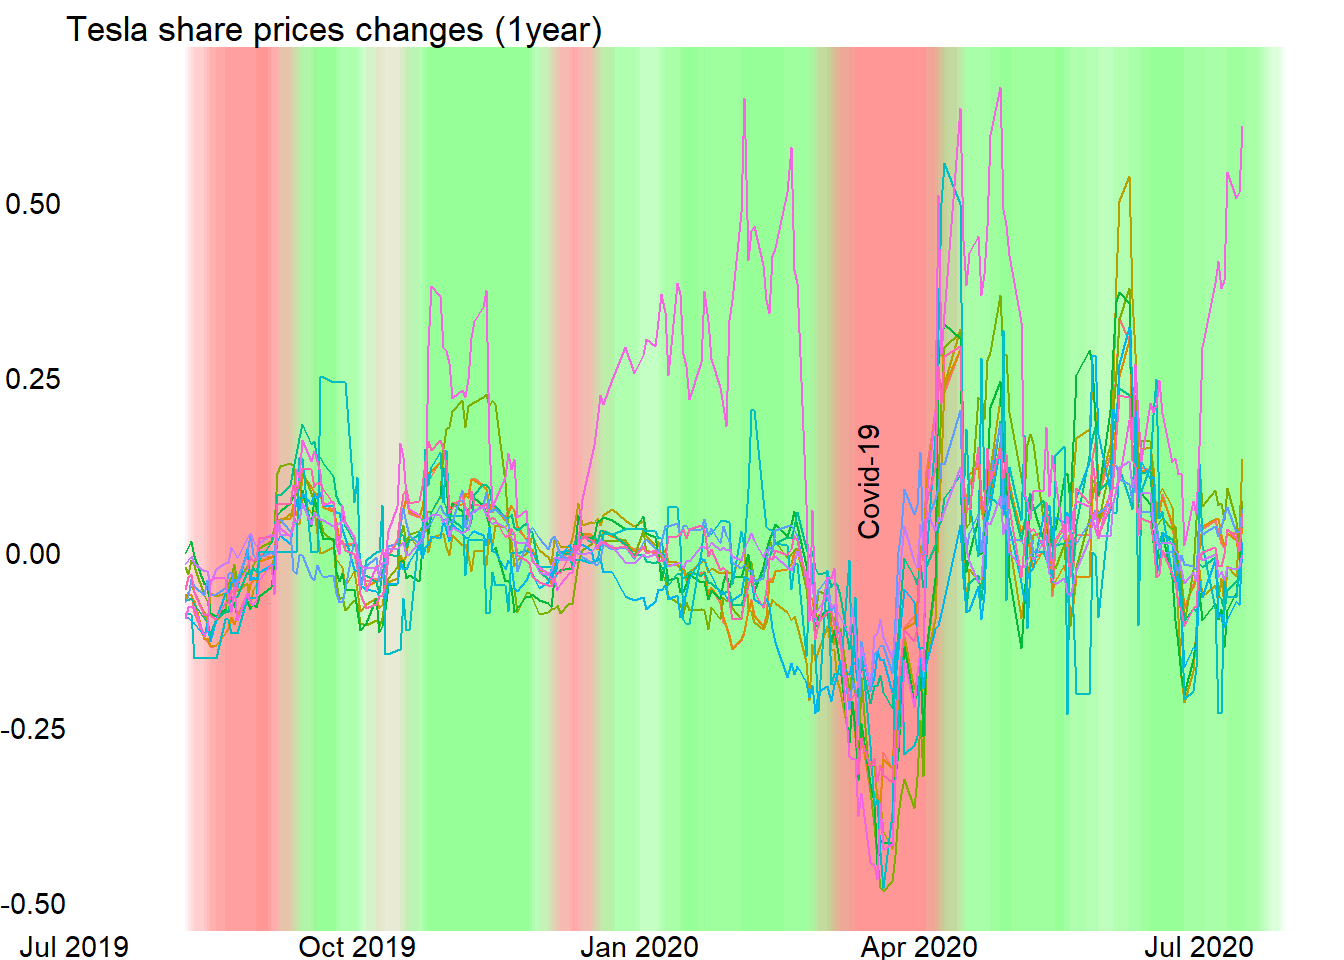 Tesla share prices changes (1year)
0.50
0.25
0.00
-0.25
-0.50
Covid-19
Jul 2019
Oct 2019
Jan 2020
Apr 2020
Jul 2020